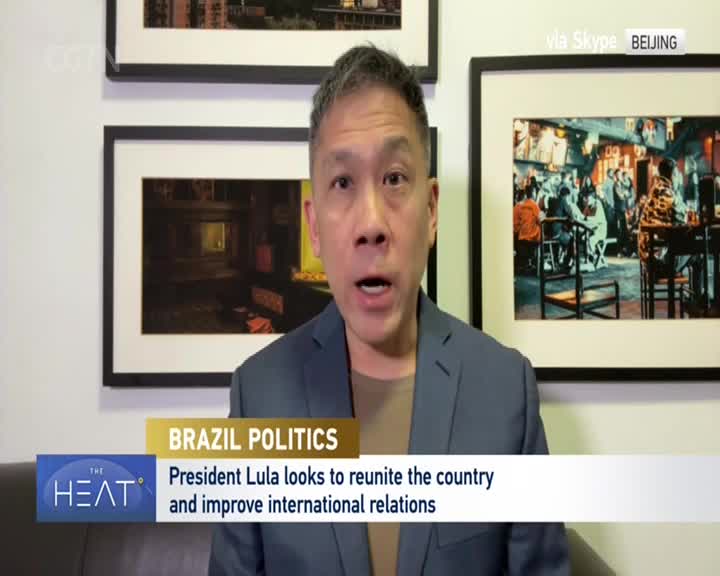 CGTN
via Skype
BEIJING
BRAZIL POLITICS
THE
HEAT
President Lula looks to reunite the country
and improve international relations